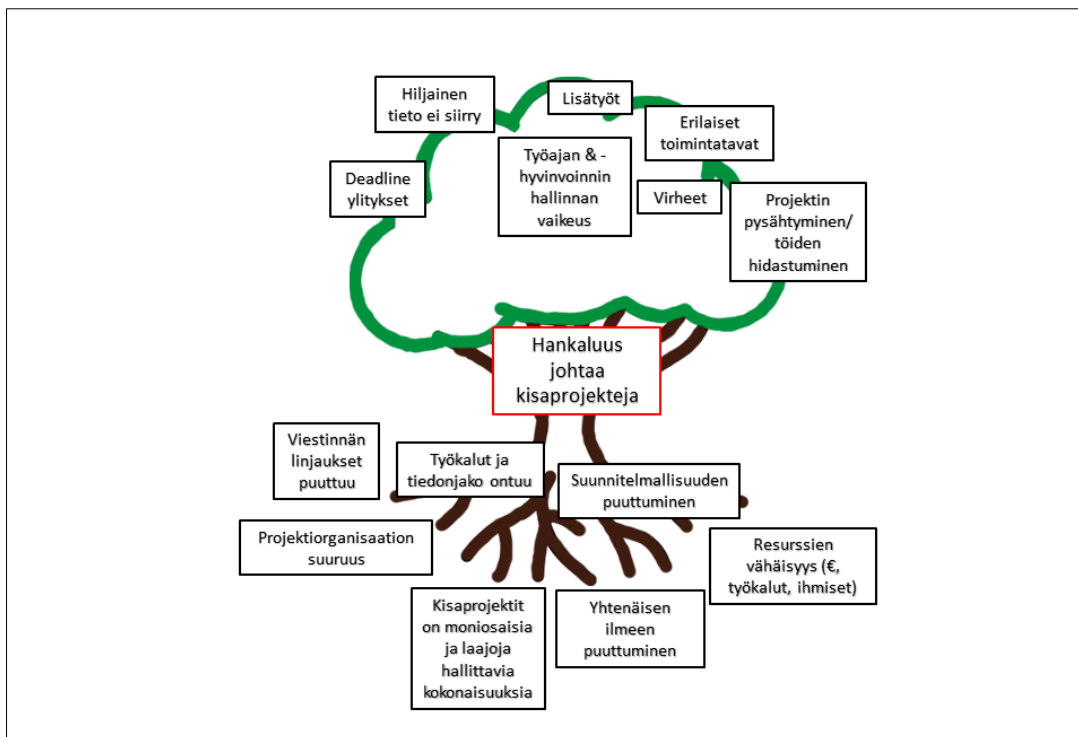 Hiljainen
tieto ei siirry
Lisätyöt
Erilaiset
toimintatavat
Deadline
ylitykset
Työajan & -
hyvinvoinnin
hallinnan
vaikeus
Virheet
Projektin
pysähtyminen/
töiden
hidastuminen
Hankaluus
johtaa
kisaprojekteja
Viestinnän
linjaukset
puuttuu
Työkalut ja
tiedonjako ontuu
Suunnitelmallisuuden
puuttuminen
Projektiorganisaation
suuruus
Resurssien
vähäisyys (€,
työkalut, ihmiset)
Kisaprojektit
on moniosaisia
ja laajoja
hallittavia
kokonaisuuksia
Yhtenäisen
ilmeen
puuttuminen